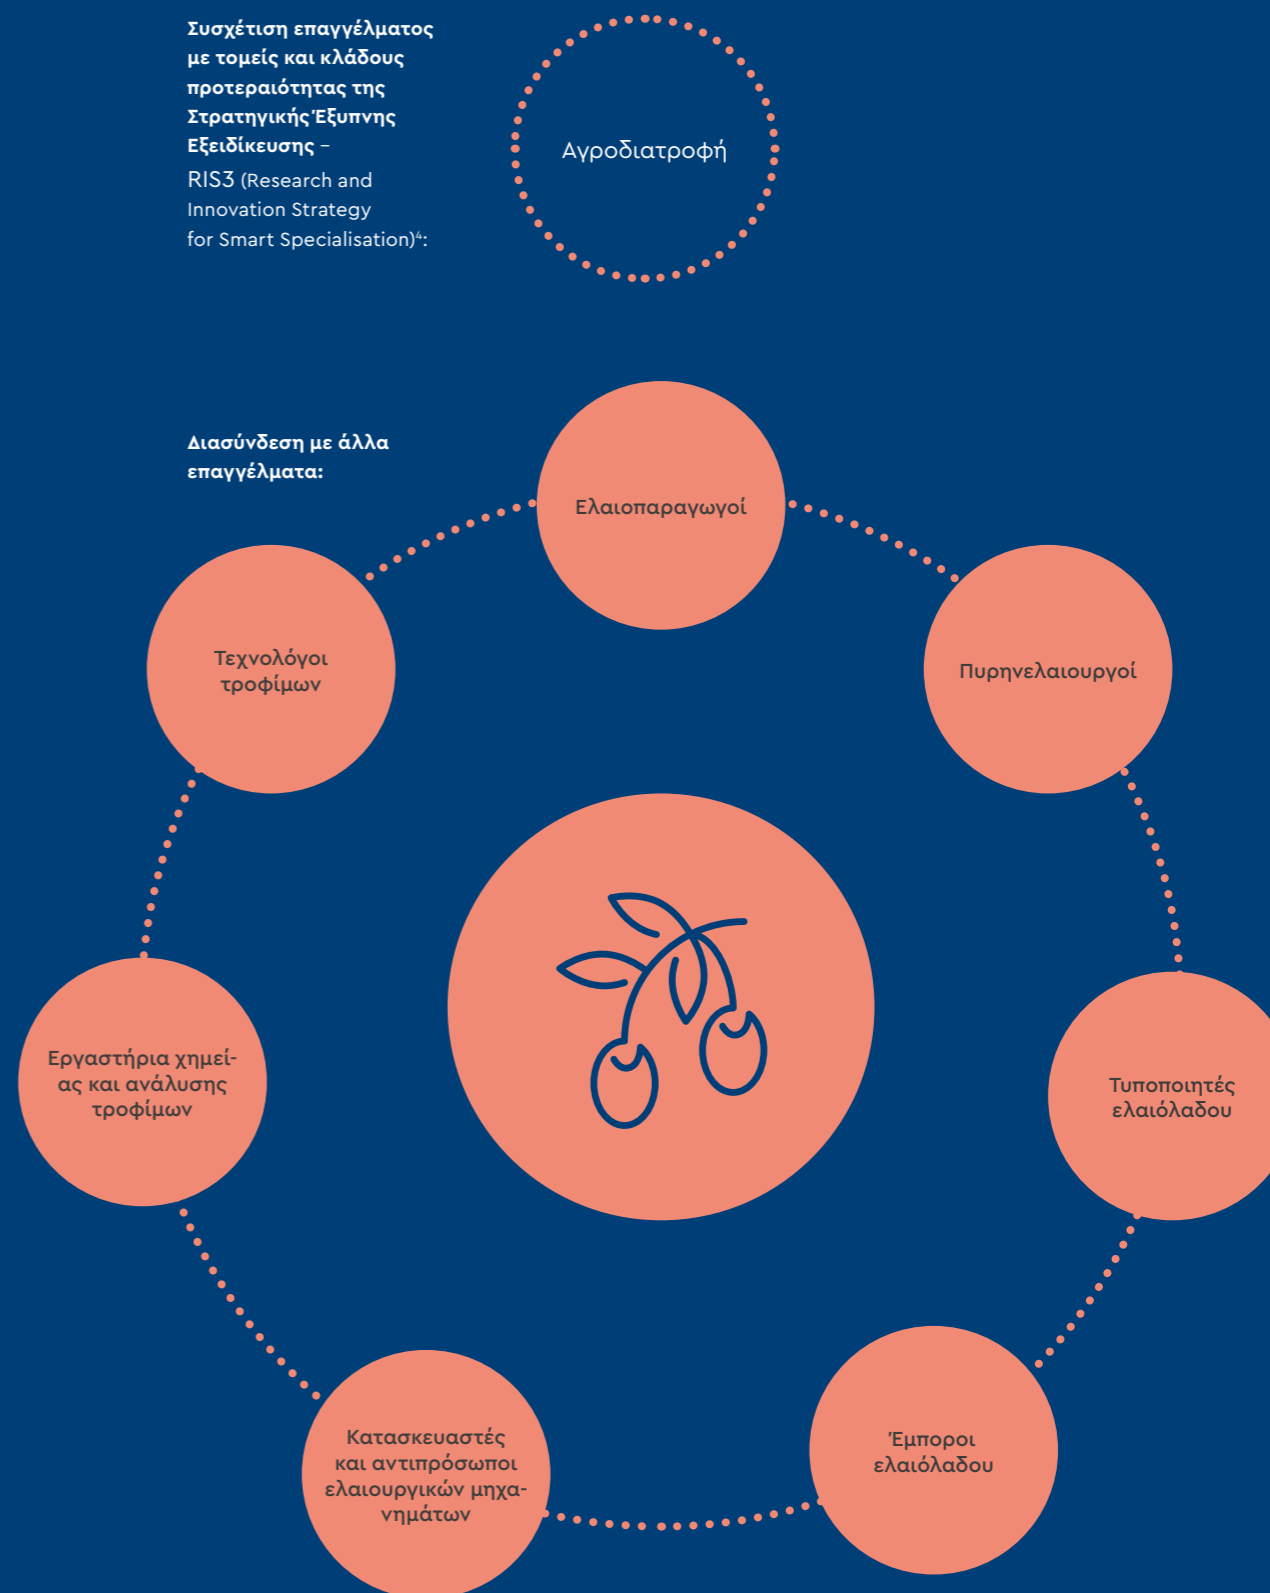 Συσχέτιση επαγγέλματος
με τομείς και κλάδους
προτεραιότητας της
Στρατηγικής Έξυπνης
Εξειδίκευσης –
RIS3 (Research and
Innovation Strategy
for Smart Specialisation)⁴:
Αγροδιατροφή
Διασύνδεση με άλλα
επαγγέλματα:
Ελαιοπαραγωγοί
Τεχνολόγοι
τροφίμων
Πυρηνελαιουργοί
Εργαστήρια χημεί-
ας και ανάλυσης
τροφίμων
Τυποποιητές
ελαιόλαδου
Κατασκευαστές
και αντιπρόσωποι
ελαιουργικών μηχα-
νημάτων
Έμποροι
ελαιόλαδου